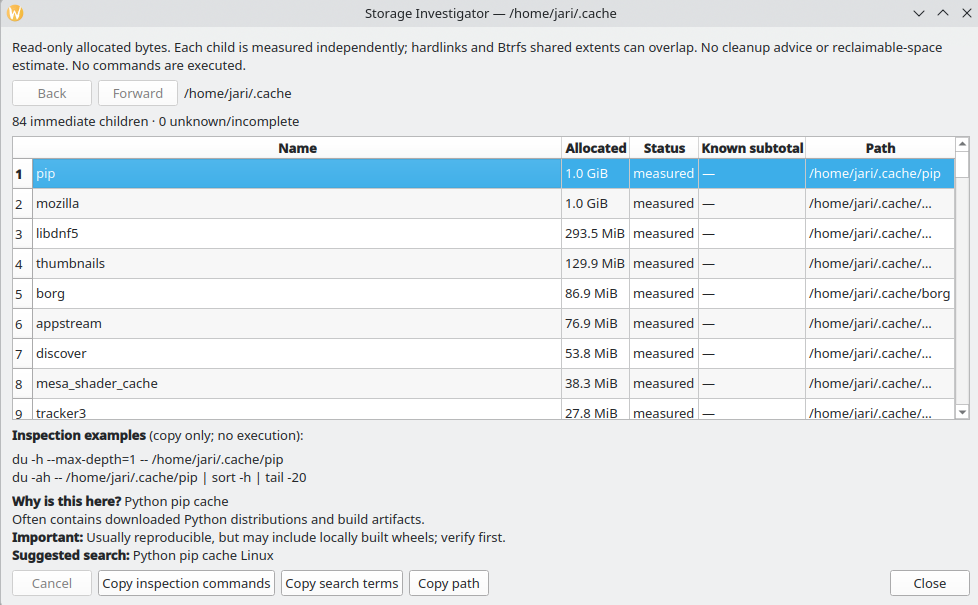 Storage Investigator — /home/jari/.cache
Read-only allocated bytes. Each child is measured independently; hardlinks and Btrfs shared extents can overlap. No cleanup advice or reclaimable-space
estimate. No commands are executed.
Back Forward /home/jari/.cache
84 immediate children · 0 unknown/incomplete
Name Allocated Status Known subtotal Path
1 pip 1.0 GiB measured — /home/jari/.cache/pip
2 mozilla 1.0 GiB measured — /home/jari/.cache/...
3 libdnf5 293.5 MiB measured — /home/jari/.cache/...
4 thumbnails 129.9 MiB measured — /home/jari/.cache/...
5 borg 86.9 MiB measured — /home/jari/.cache/borg
6 appstream 76.9 MiB measured — /home/jari/.cache/...
7 discover 53.8 MiB measured — /home/jari/.cache/...
8 mesa_shader_cache 38.3 MiB measured — /home/jari/.cache/...
9 tracker3 27.8 MiB measured — /home/jari/.cache/...
Inspection examples (copy only; no execution):
du -h --max-depth=1 -- /home/jari/.cache/pip
du -ah -- /home/jari/.cache/pip | sort -h | tail -20
Why is this here? Python pip cache
Often contains downloaded Python distributions and build artifacts.
Important: Usually reproducible, but may include locally built wheels; verify first.
Suggested search: Python pip cache Linux
Cancel Copy inspection commands Copy search terms Copy path Close